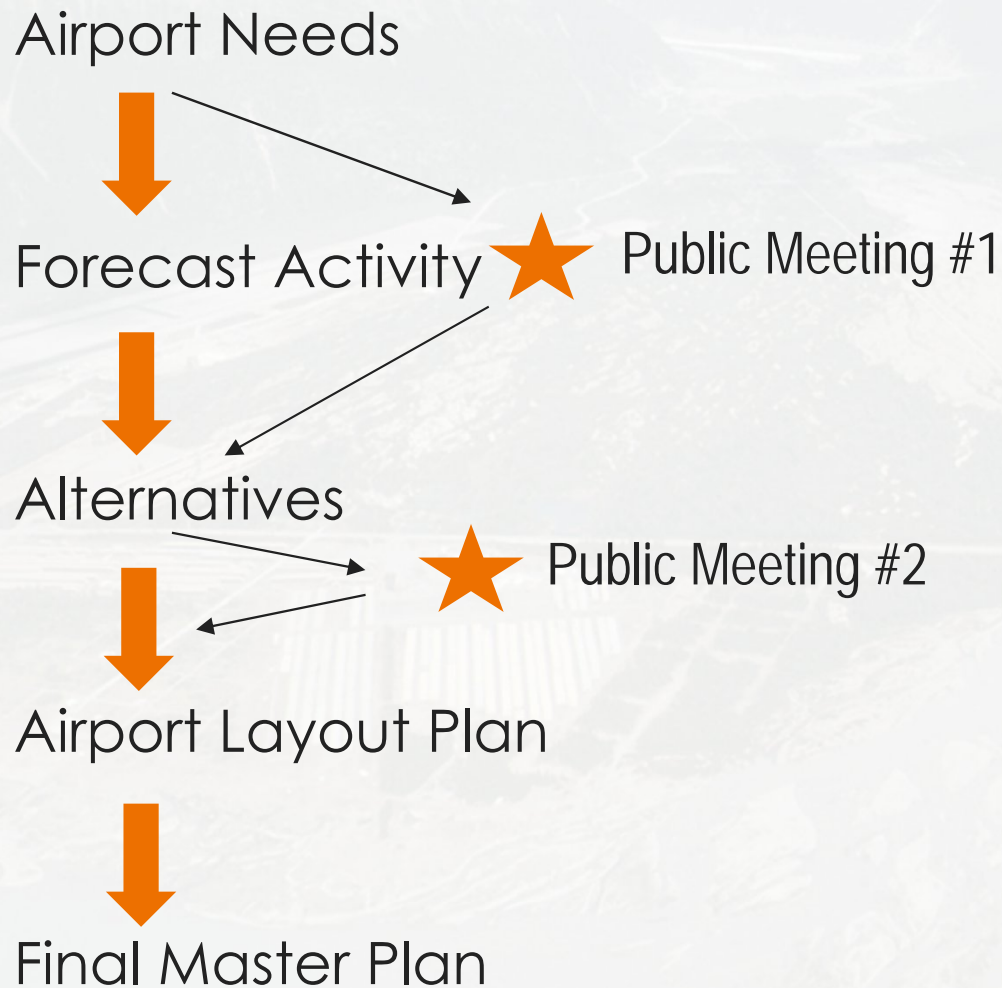 Airport Needs
Forecast Activity
Public Meeting #1
Alternatives
Public Meeting #2
Airport Layout Plan
Final Master Plan